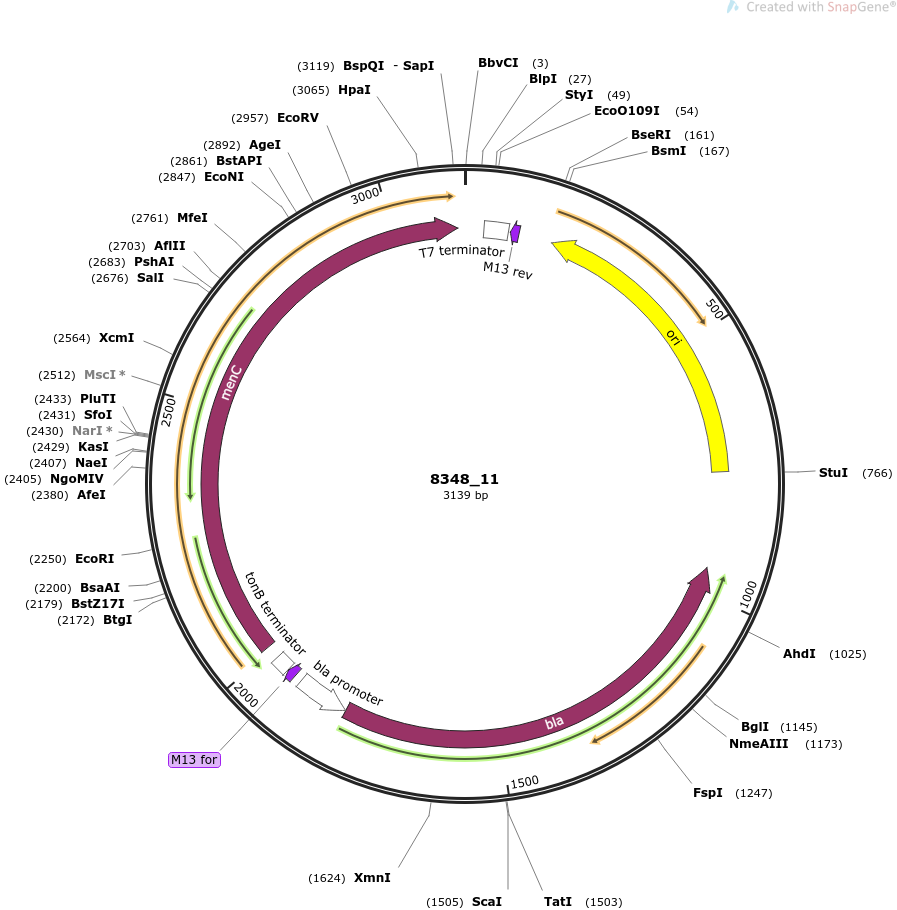 Created with SnapGene®
(3119) BspQI - SapI
(3065) HpaI
(2957) EcoRV
(2892) AgeI
(2861) BstAPI
(2847) EcoNI
(2761) MfeI
(2703) AflII
(2683) PshAI
(2676) SalI
(2564) XcmI
(2512) MscI *
(2433) PluTI
(2431) SfoI
(2430) NarI *
(2429) KasI
(2407) NaeI
(2405) NgoMIV
(2380) AfeI
(2250) EcoRI
(2200) BsaAI
(2179) BstZ17I
(2172) BtgI
BbvCI (3)
BlpI (27)
StyI (49)
EcoO109I (54)
BseRI (161)
BsmI (167)
StuI (766)
AhdI (1025)
BglI (1145)
NmeAIII (1173)
FspI (1247)
TatI (1503)
(1505) ScaI
(1624) XmnI
3000
500
2500
1000
2000
1500
T7 terminator
M13 rev
ori
menC
8348_11
3139 bp
tonB terminator
bla promoter
bla
M13 for